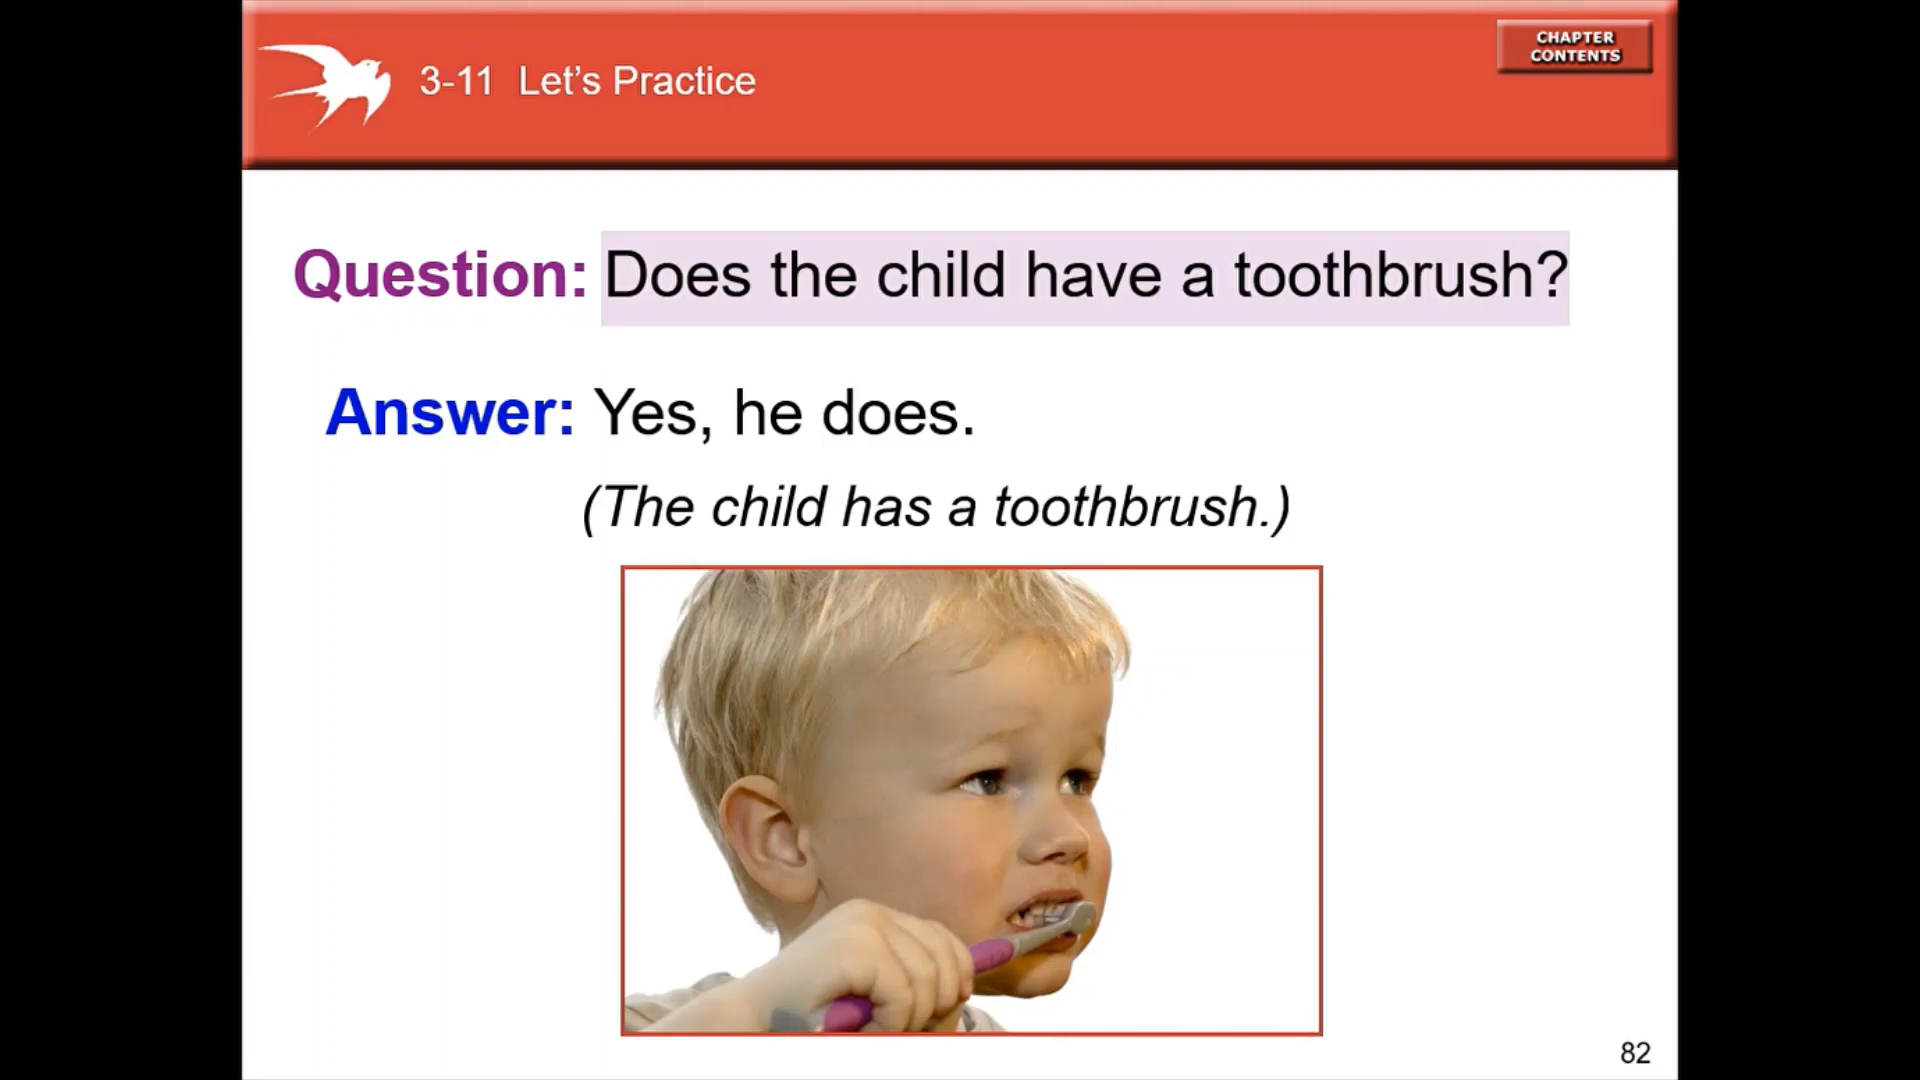 3-11 Let's Practice
CHAPTER
CONTENTS
Question: Does the child have a toothbrush?
Answer: Yes, he does.
(The child has a toothbrush.)
82